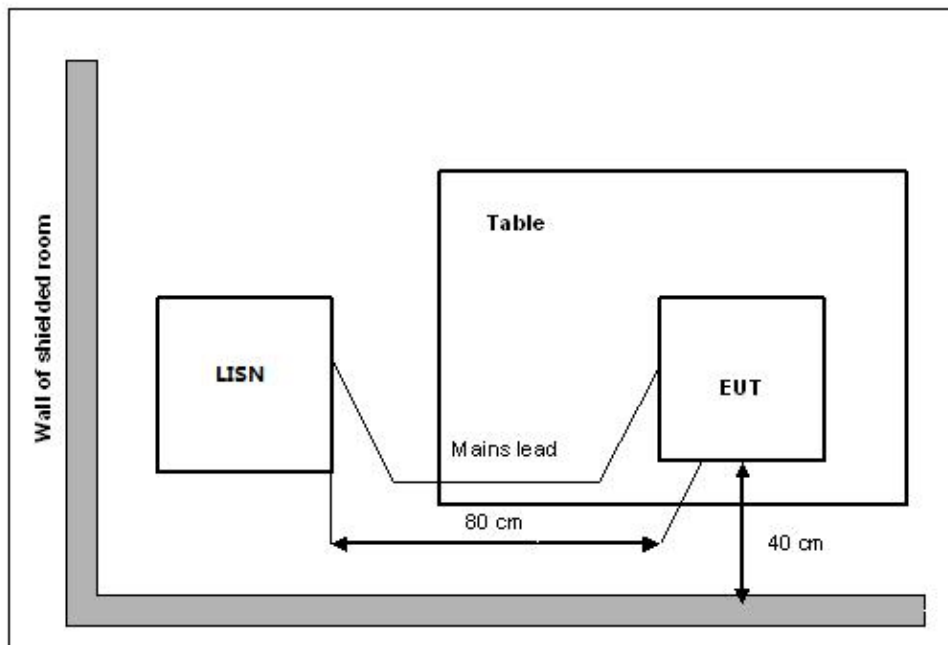 Wall of shielded room
Table
LISN
EUT
Mains lead
80 cm
40 cm